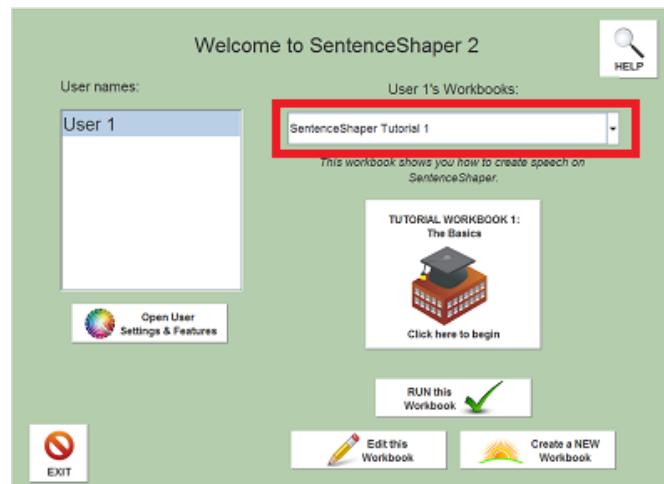 Welcome to SentenceShaper 2
HELP
User names:
User 1's Workbooks:
User 1
SentenceShaper Tutorial 1
This workbook shows you how to create speech on
SentenceShaper.
TUTORIAL WORKBOOK 1:
The Basics
Click here to begin
Open User
Settings & Features
RUN this
Workbook
EXIT
Edit this
Workbook
Create a NEW
Workbook